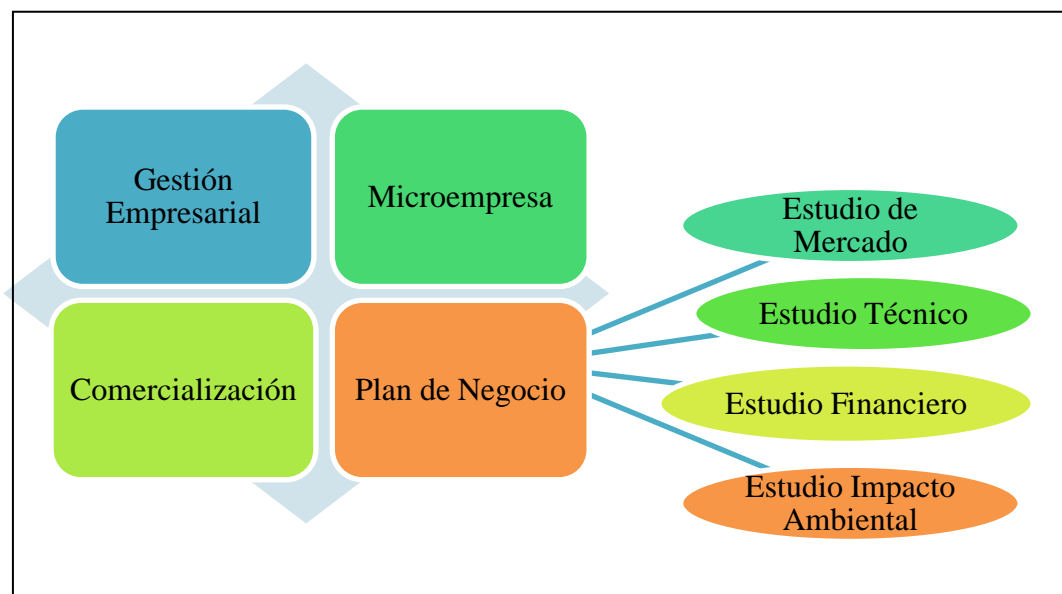 Gestión
Empresarial
Microempresa
Comercialización
Plan de Negocio
Estudio de
Mercado
Estudio Técnico
Estudio Financiero
Estudio Impacto
Ambiental